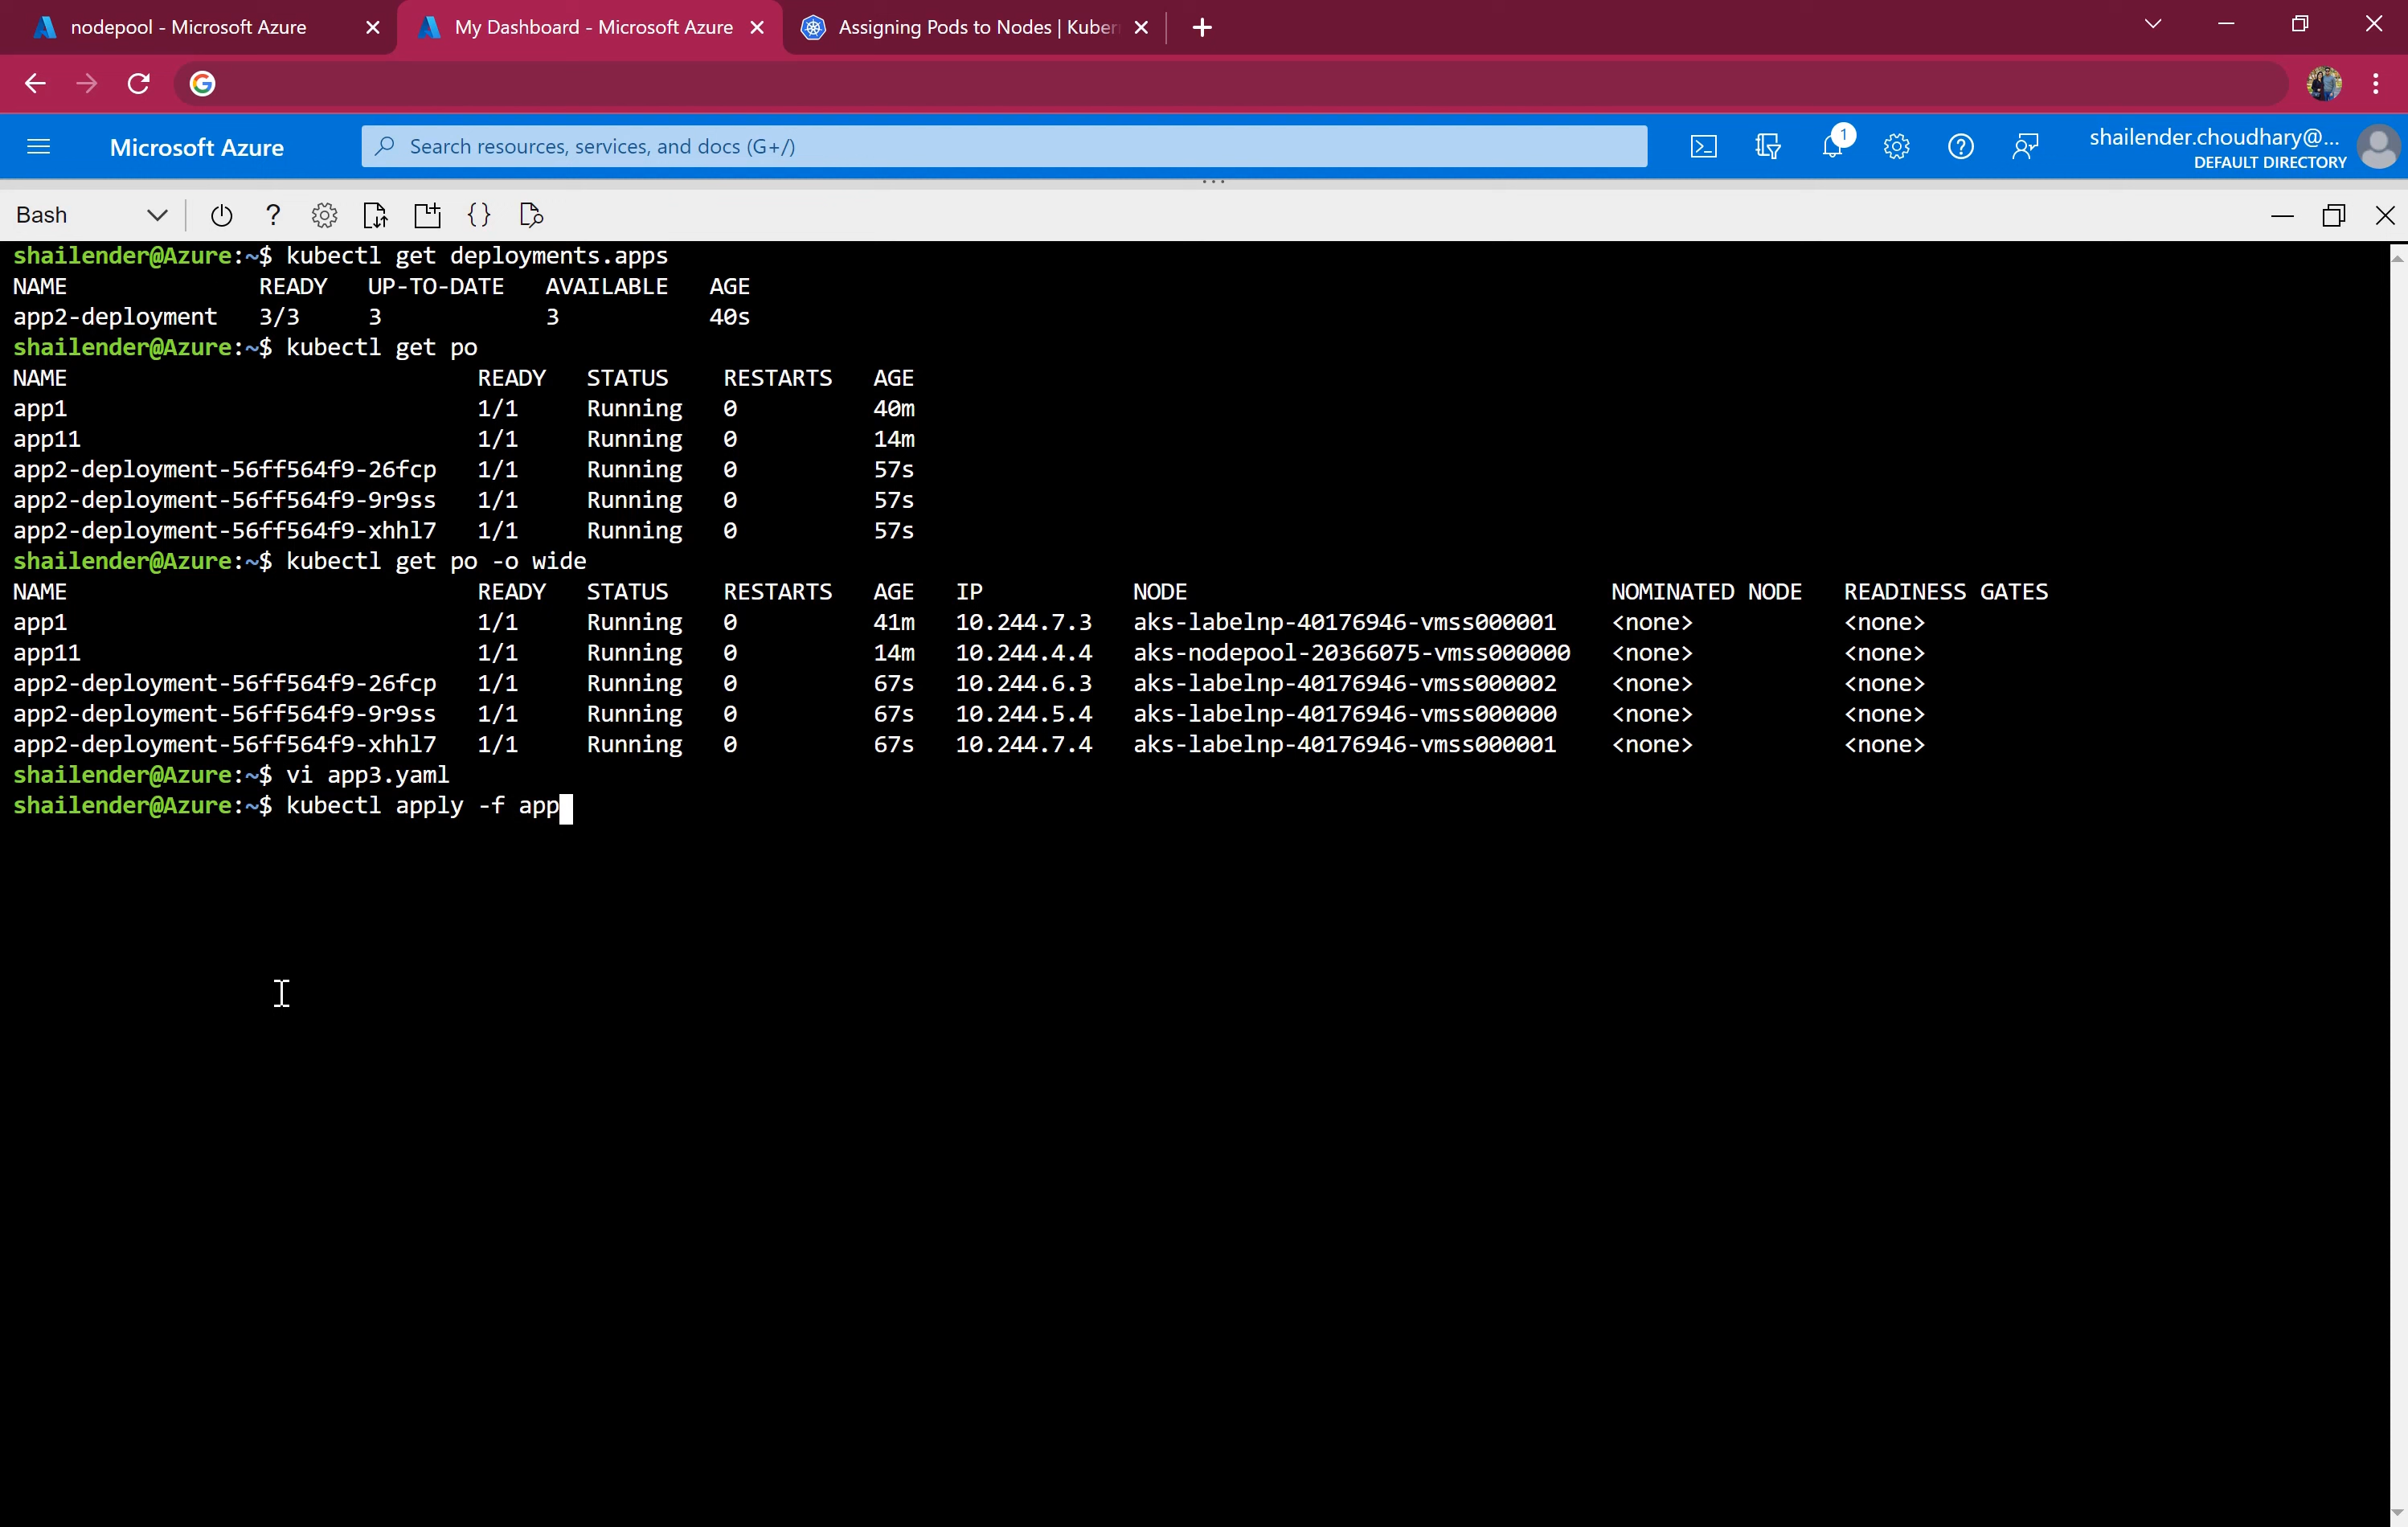 nodepool - Microsoft Azure
My Dashboard - Microsoft Azure
Assigning Pods to Nodes | Kuber
Microsoft Azure
Search resources, services, and docs (G+/)
1
shailender.choudhary@...
DEFAULT DIRECTORY
Bash
shailender@Azure:~$ kubectl get deployments.apps
NAME READY UP-TO-DATE AVAILABLE AGE
app2-deployment 3/3 3 3 40s
shailender@Azure:~$ kubectl get po
NAME READY STATUS RESTARTS AGE
app1 1/1 Running 0 40m
app11 1/1 Running 0 14m
app2-deployment-56ff564f9-26fcp 1/1 Running 0 57s
app2-deployment-56ff564f9-9r9ss 1/1 Running 0 57s
app2-deployment-56ff564f9-xhhl7 1/1 Running 0 57s
shailender@Azure:~$ kubectl get po -o wide
NAME READY STATUS RESTARTS AGE IP NODE NOMINATED NODE READINESS GATES
app1 1/1 Running 0 41m 10.244.7.3 aks-labelnp-40176946-vmss000001 <none> <none>
app11 1/1 Running 0 14m 10.244.4.4 aks-nodepool-20366075-vmss000000 <none> <none>
app2-deployment-56ff564f9-26fcp 1/1 Running 0 67s 10.244.6.3 aks-labelnp-40176946-vmss000002 <none> <none>
app2-deployment-56ff564f9-9r9ss 1/1 Running 0 67s 10.244.5.4 aks-labelnp-40176946-vmss000000 <none> <none>
app2-deployment-56ff564f9-xhhl7 1/1 Running 0 67s 10.244.7.4 aks-labelnp-40176946-vmss000001 <none> <none>
shailender@Azure:~$ vi app3.yaml
shailender@Azure:~$ kubectl apply -f app